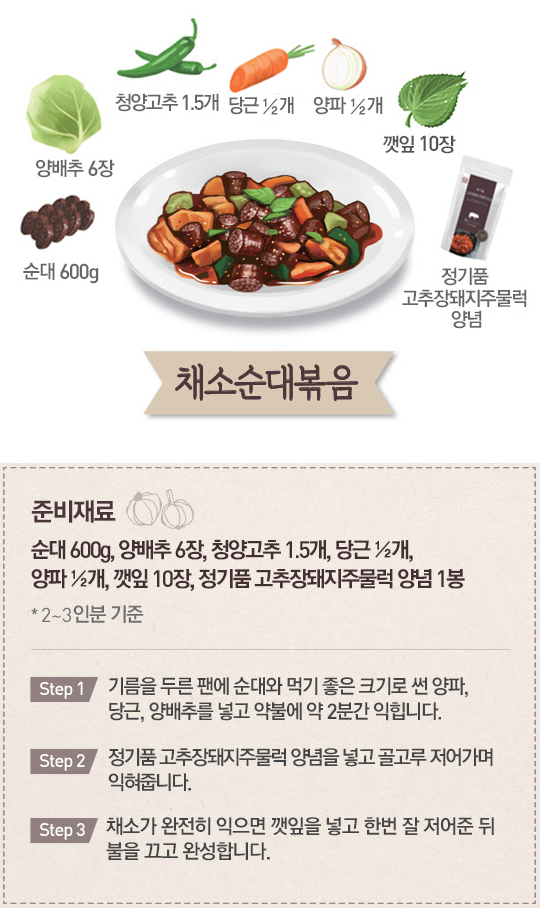 청양고추 1.5개
당근 ½개
양파 ½개
깻잎 10장
양배추 6장
순대 600g
정기품
고추장돼지주물럭
양념
채소순대볶음
준비재료
순대 600g, 양배추 6장, 청양고추 1.5개, 당근 ½개,
양파 ½개, 깻잎 10장, 정기품 고추장돼지주물럭 양념 1봉
* 2~3인분 기준
Step 1 기름을 두른 팬에 순대와 먹기 좋은 크기로 썬 양파,
당근, 양배추를 넣고 약불에 약 2분간 익힙니다.
Step 2 정기품 고추장돼지주물럭 양념을 넣고 골고루 저어가며
익혀줍니다.
Step 3 채소가 완전히 익으면 깻잎을 넣고 한번 잘 저어준 뒤
불을 끄고 완성합니다.